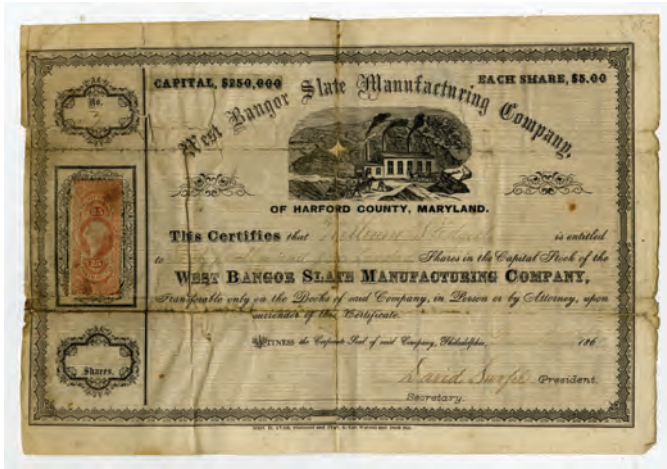 CAPITAL, $250,000
EACH SHARE, $5.00
West Bangor Slate Manufacturing Company,
OF HARFORD COUNTY, MARYLAND.
No.
This Certifies that William is entitled
to Shares in the Capital Stock of the
WEST BANGOR SLATE MANUFACTURING COMPANY,
Transferable only on the Books of said Company, in Person or by Attorney, upon
surrender of this Certificate.
WITNESS the Corporate Seal of said Company, Philadelphia, 186
Shares.
David President.
Secretary.